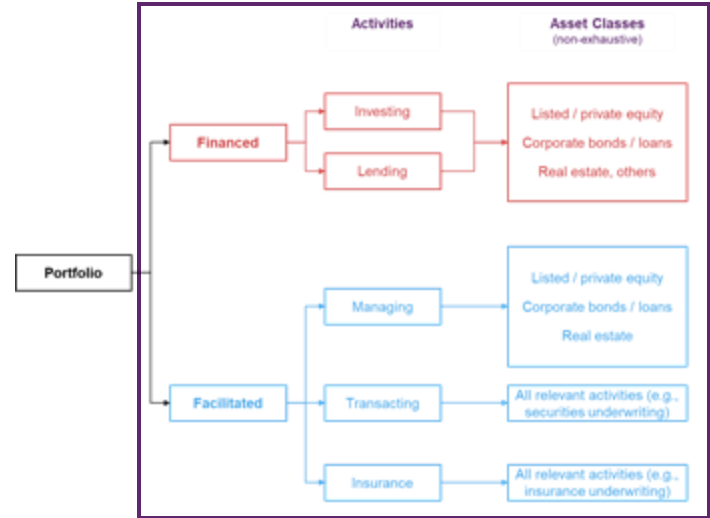 Activities
Asset Classes
(non-exhaustive)
Investing
Listed / private equity
Financed
Corporate bonds / loans
Lending
Real estate, others
Portfolio
Listed / private equity
Managing
Corporate bonds / loans
Real estate
Facilitated
Transacting
All relevant activities (e.g.,
securities underwriting)
Insurance
All relevant activities (e.g.,
insurance underwriting)